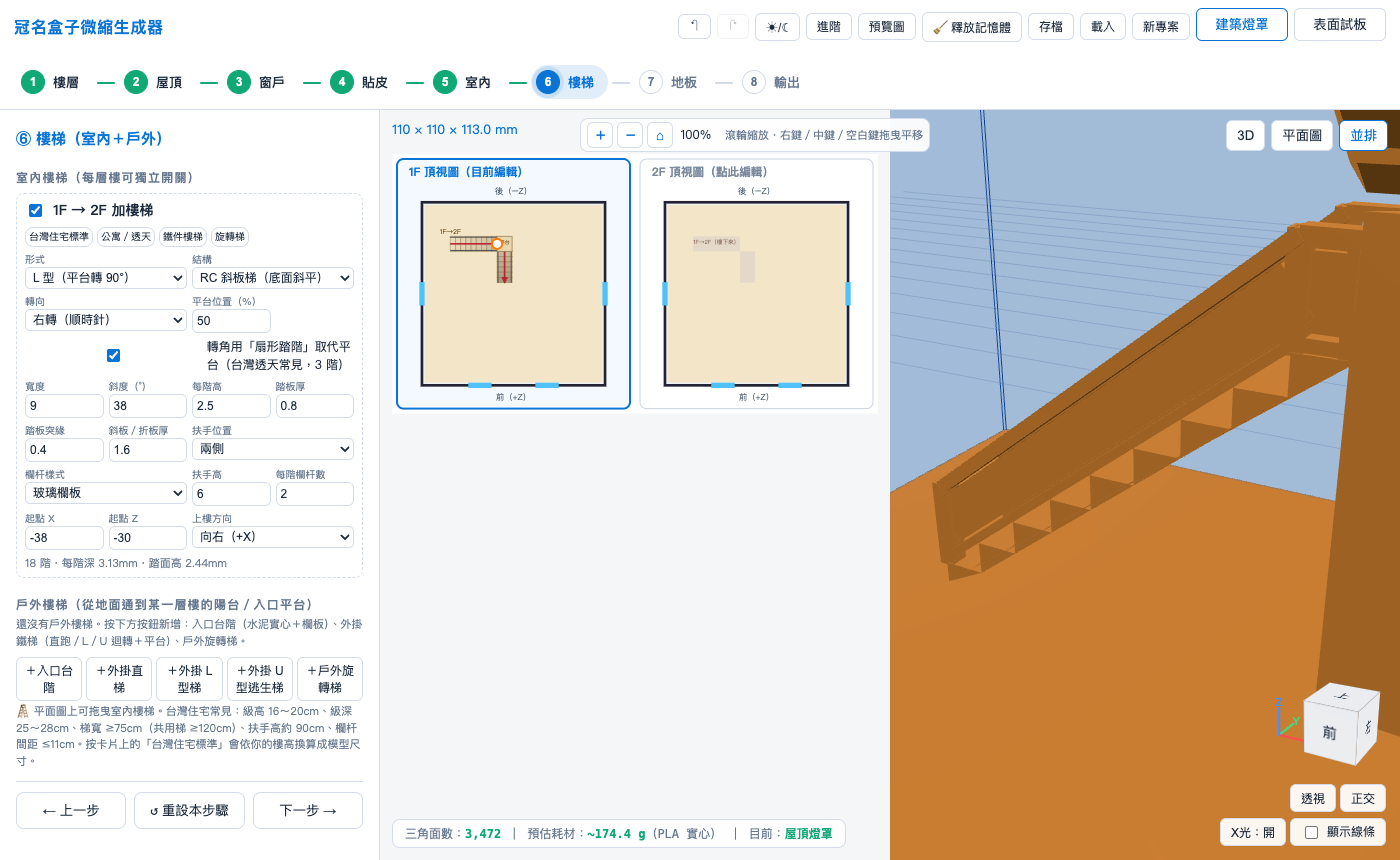 冠名盒子微縮生成器
☀/☾ 進階 預覽圖 🧹 釋放記憶體 存檔 載入 新專案 建築燈罩 表面試板
1 樓層 2 屋頂 3 窗戶 4 貼皮 5 室內 6 樓梯 7 地板 8 輸出
⑥ 樓梯（室內＋戶外）
室內樓梯（每層樓可獨立開關）
1F → 2F 加樓梯
台灣住宅標準 公寓 / 透天 鐵件樓梯 旋轉梯
形式 結構
L 型（平台轉 90°） RC 斜板梯（底面斜平）
轉向 平台位置（%）
右轉（順時針） 50
轉角用「扇形踏階」取代平
台（台灣透天常見，3 階）
寬度 斜度（°） 每階高 踏板厚
9 38 2.5 0.8
踏板突緣 斜板 / 折板厚 扶手位置
0.4 1.6 兩側
欄杆樣式 扶手高 每階欄杆數
玻璃欄板 6 2
起點 X 起點 Z 上樓方向
-38 -30 向右（+X）
18 階 · 每階深 3.13mm · 踏面高 2.44mm
戶外樓梯（從地面通到某一層樓的陽台 / 入口平台）
還沒有戶外樓梯。按下方按鈕新增：入口台階（水泥實心＋欄板）、外掛
鐵梯（直跑 / L / U 迴轉＋平台）、戶外旋轉梯。
＋入口台
階
＋外掛直
梯
＋外掛 L
型梯
＋外掛 U
型逃生梯
＋戶外旋
轉梯
🪜 平面圖上可拖曳室內樓梯。台灣住宅常見：級高 16～20cm、級深
25～28cm、梯寬 ≥75cm（共用梯 ≥120cm）、扶手高約 90cm、欄杆
間距 ≤11cm。按卡片上的「台灣住宅標準」會依你的樓高換算成模型尺
寸。
← 上一步 ↺ 重設本步驟 下一步 →
110 × 110 × 113.0 mm
+ − ⌂ 100% 滾輪縮放 · 右鍵 / 中鍵 / 空白鍵拖曳平移
1F 頂視圖（目前編輯）
後（−Z）
1F→2F
台
前（+Z）
2F 頂視圖（點此編輯）
後（−Z）
1F→2F（樓下來）
前（+Z）
三角面數：3,472 | 預估耗材：~174.4 g (PLA 實心) | 目前：屋頂燈罩
3D 平面圖 並排
Z
Y
上
前
透視 正交
X光：開 顯示線條